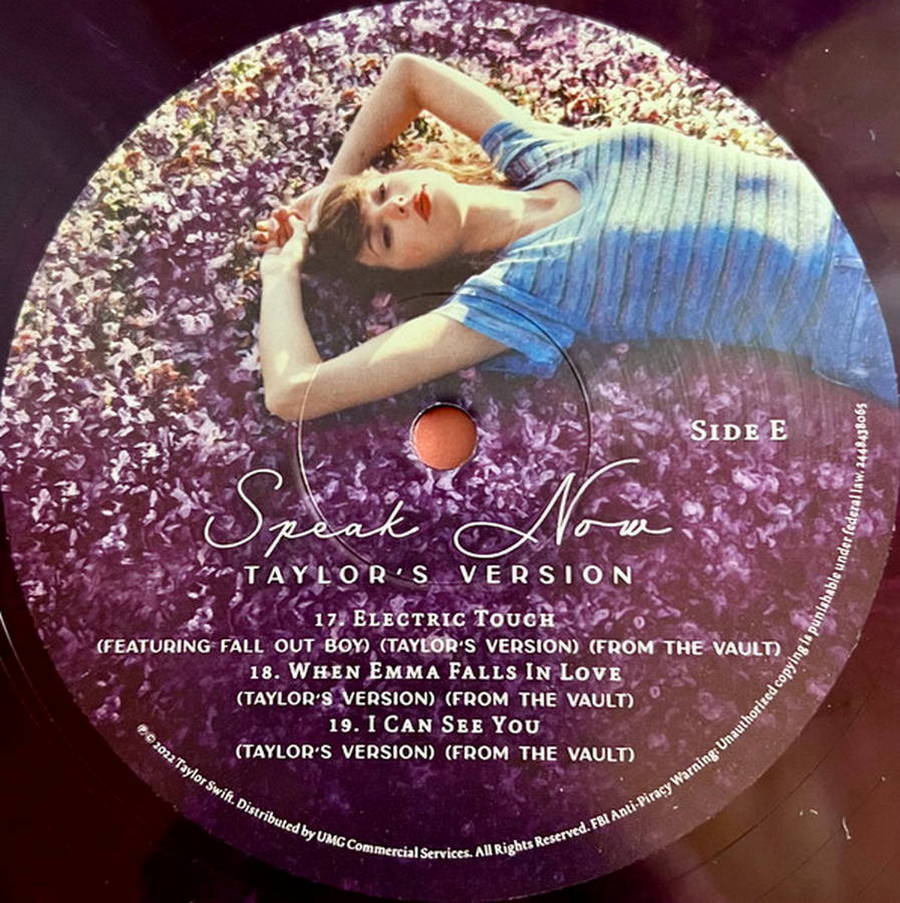 Side E
Speak Now
TAYLOR'S VERSION
17. Electric Touch
(FEATURING FALL OUT BOY) (TAYLOR'S VERSION) (FROM THE VAULT)
18. When Emma Falls In Love
(TAYLOR'S VERSION) (FROM THE VAULT)
19. I Can See You
(TAYLOR'S VERSION) (FROM THE VAULT)
℗ © 2022 Taylor Swift. Distributed by UMG Commercial Services. All Rights Reserved. FBI Anti-Piracy Warning: Unauthorized copying is punishable under federal law. 2448438065